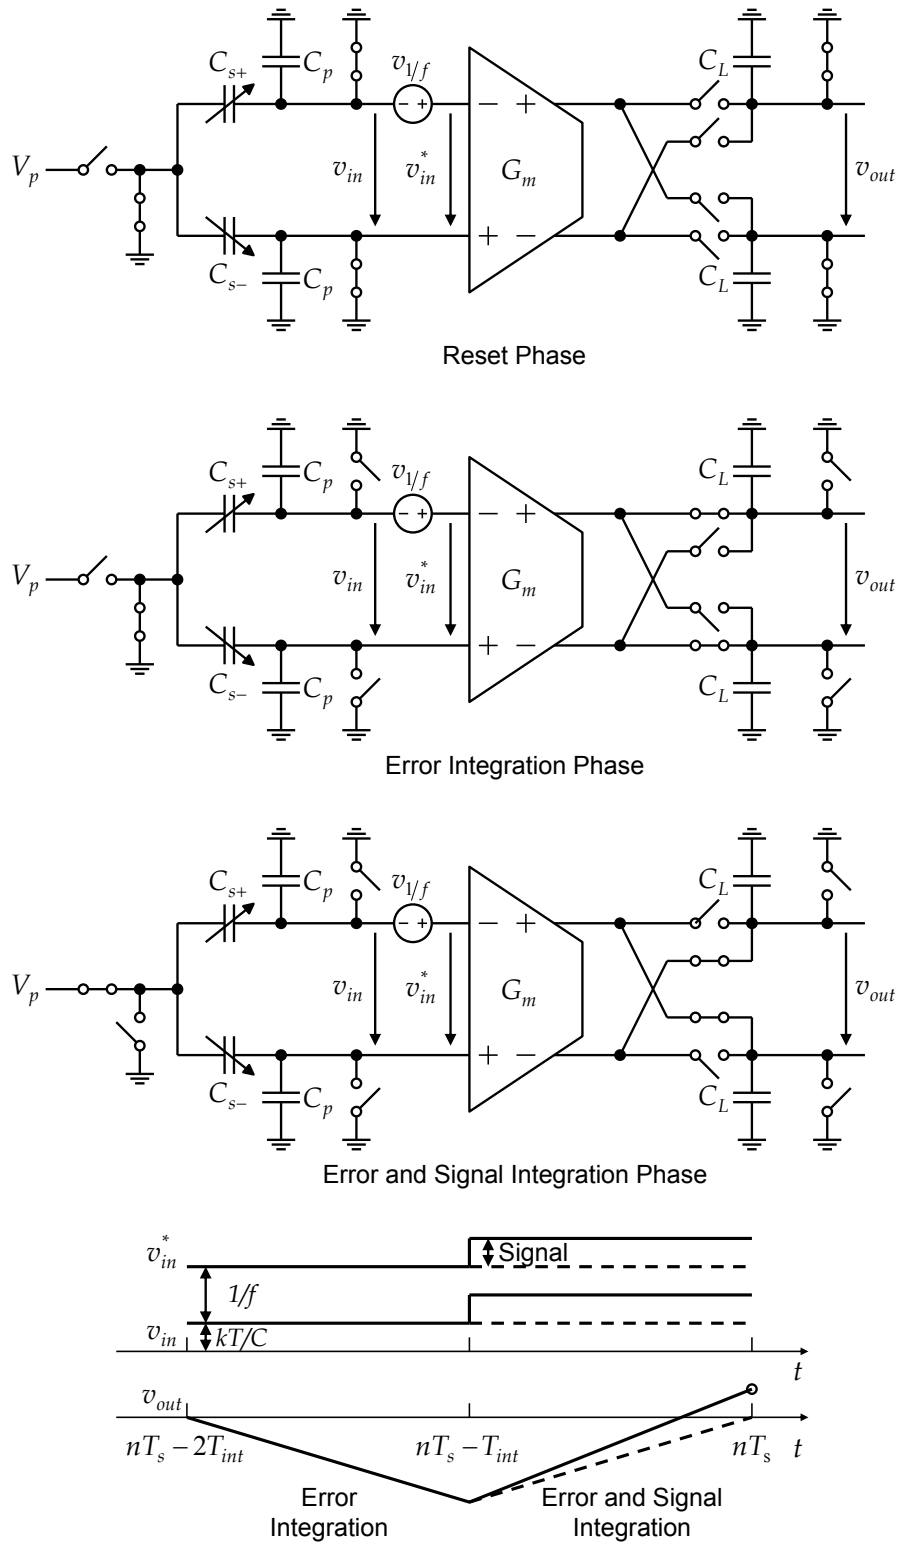 C_{s+} C_p v_{1/f} − + C_L
− +
V_p v_{in} v_{in}^* G_m v_{out}
+ −
C_{s−} C_p C_L
Reset Phase
C_{s+} C_p v_{1/f} − + C_L
− +
V_p v_{in} v_{in}^* G_m v_{out}
+ −
C_{s−} C_p C_L
Error Integration Phase
C_{s+} C_p v_{1/f} − + C_L
− +
V_p v_{in} v_{in}^* G_m v_{out}
+ −
C_{s−} C_p C_L
Error and Signal Integration Phase
v_{in}^* Signal
1/f
v_{in} kT/C
t
v_{out}
nT_s − 2T_{int} nT_s − T_{int} nT_s t
Error Error and Signal
Integration Integration